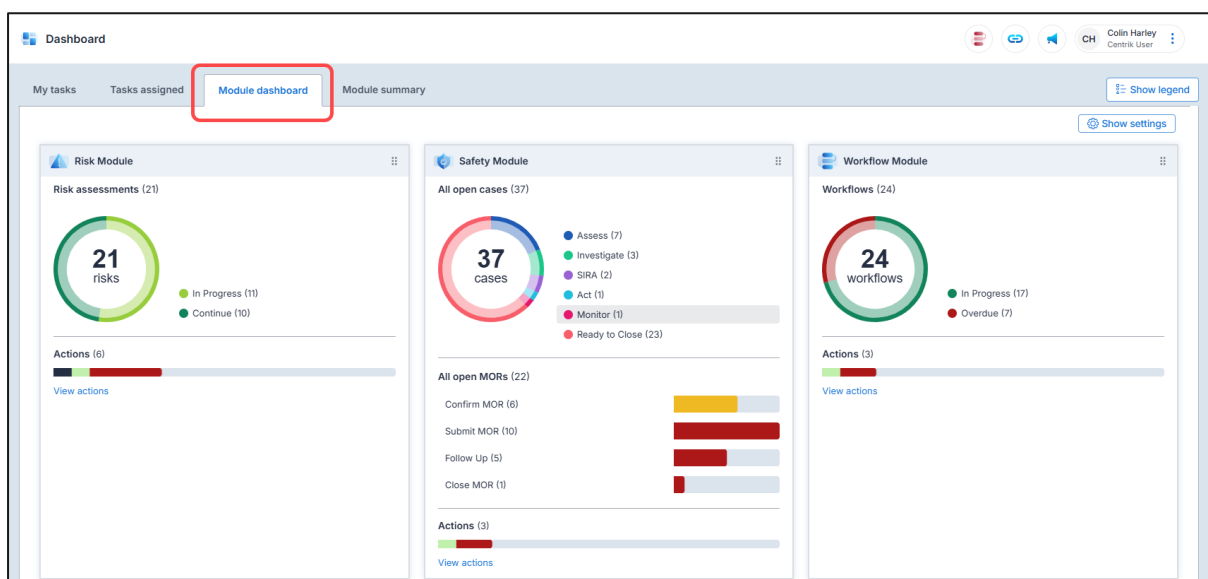 Dashboard
CH
Colin Harley
Centrik User
My tasks
Tasks assigned
Module dashboard
Module summary
Show legend
Show settings
Risk Module
Risk assessments (21)
21
risks
In Progress (11)
Continue (10)
Actions (6)
View actions
Safety Module
All open cases (37)
37
cases
Assess (7)
Investigate (3)
SIRA (2)
Act (1)
Monitor (1)
Ready to Close (23)
All open MORs (22)
Confirm MOR (6)
Submit MOR (10)
Follow Up (5)
Close MOR (1)
Actions (3)
View actions
Workflow Module
Workflows (24)
24
workflows
In Progress (17)
Overdue (7)
Actions (3)
View actions